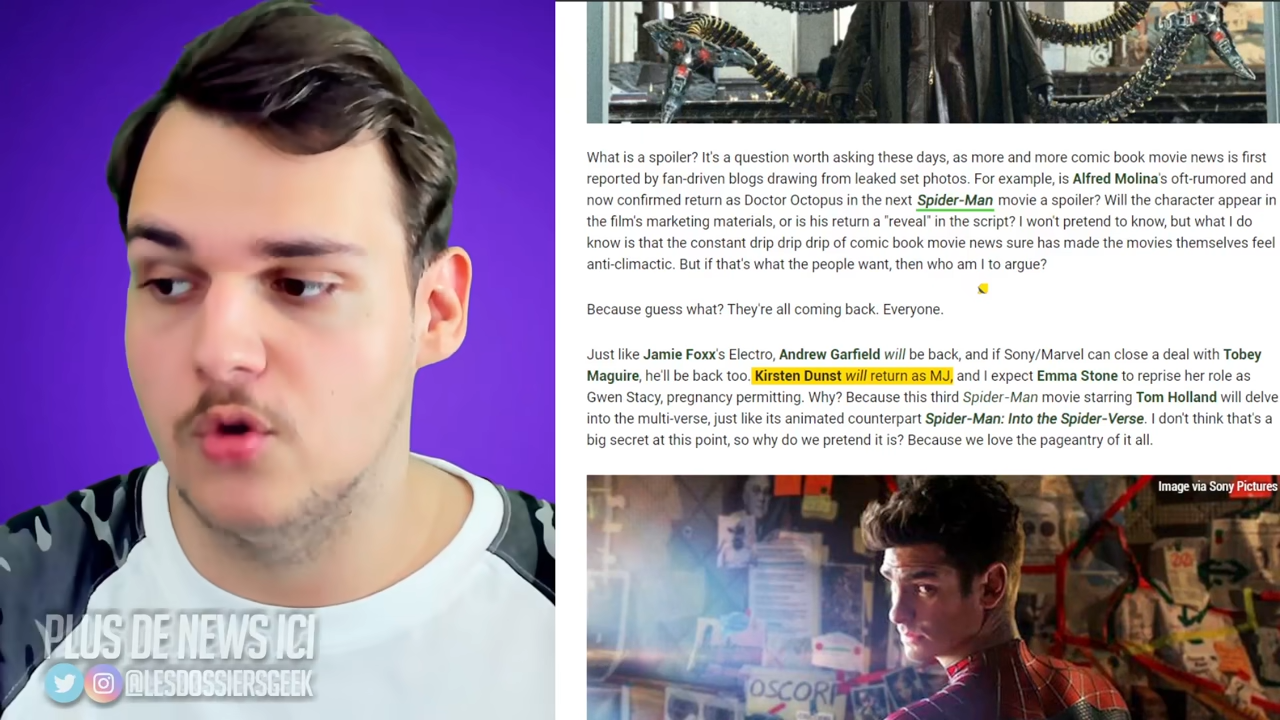 What is a spoiler? It's a question worth asking these days, as more and more comic book movie news is first
reported by fan-driven blogs drawing from leaked set photos. For example, is Alfred Molina's oft-rumored and
now confirmed return as Doctor Octopus in the next Spider-Man movie a spoiler? Will the character appear in
the film's marketing materials, or is his return a "reveal" in the script? I won't pretend to know, but what I do
know is that the constant drip drip drip of comic book movie news sure has made the movies themselves feel
anti-climactic. But if that's what the people want, then who am I to argue?
Because guess what? They're all coming back. Everyone.
Just like Jamie Foxx's Electro, Andrew Garfield will be back, and if Sony/Marvel can close a deal with Tobey
Maguire, he'll be back too. Kirsten Dunst will return as MJ, and I expect Emma Stone to reprise her role as
Gwen Stacy, pregnancy permitting. Why? Because this third Spider-Man movie starring Tom Holland will delve
into the multi-verse, just like its animated counterpart Spider-Man: Into the Spider-Verse. I don't think that's a
big secret at this point, so why do we pretend it is? Because we love the pageantry of it all.
Image via Sony Pictures
OSCORP
PLUS DE NEWS ICI
@LESDOSSIERSGEEK